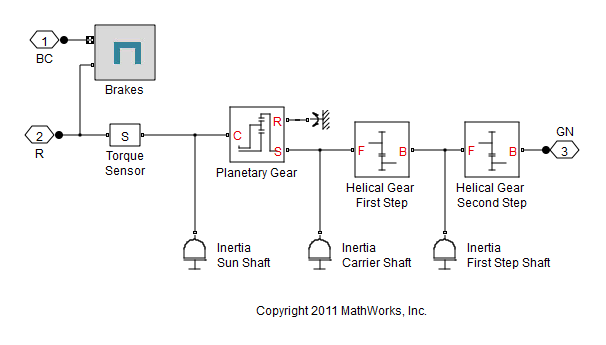 1
BC
Brakes
2
R
S
Torque
Sensor
C
R
S
Planetary Gear
F
B
Helical Gear
First Step
F
B
Helical Gear
Second Step
GN
3
Inertia
Sun Shaft
Inertia
Carrier Shaft
Inertia
First Step Shaft
Copyright 2011 MathWorks, Inc.